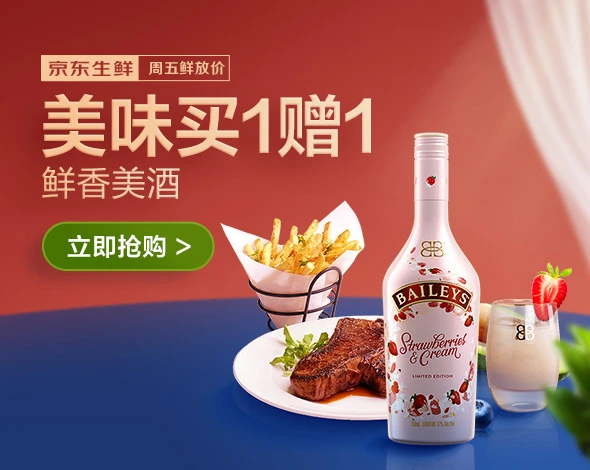 京东生鲜 周五鲜放价
美味买1赠1
鲜香美酒
立即抢购 >
BAILEYS
Strawberries
& Cream
LIMITED EDITION